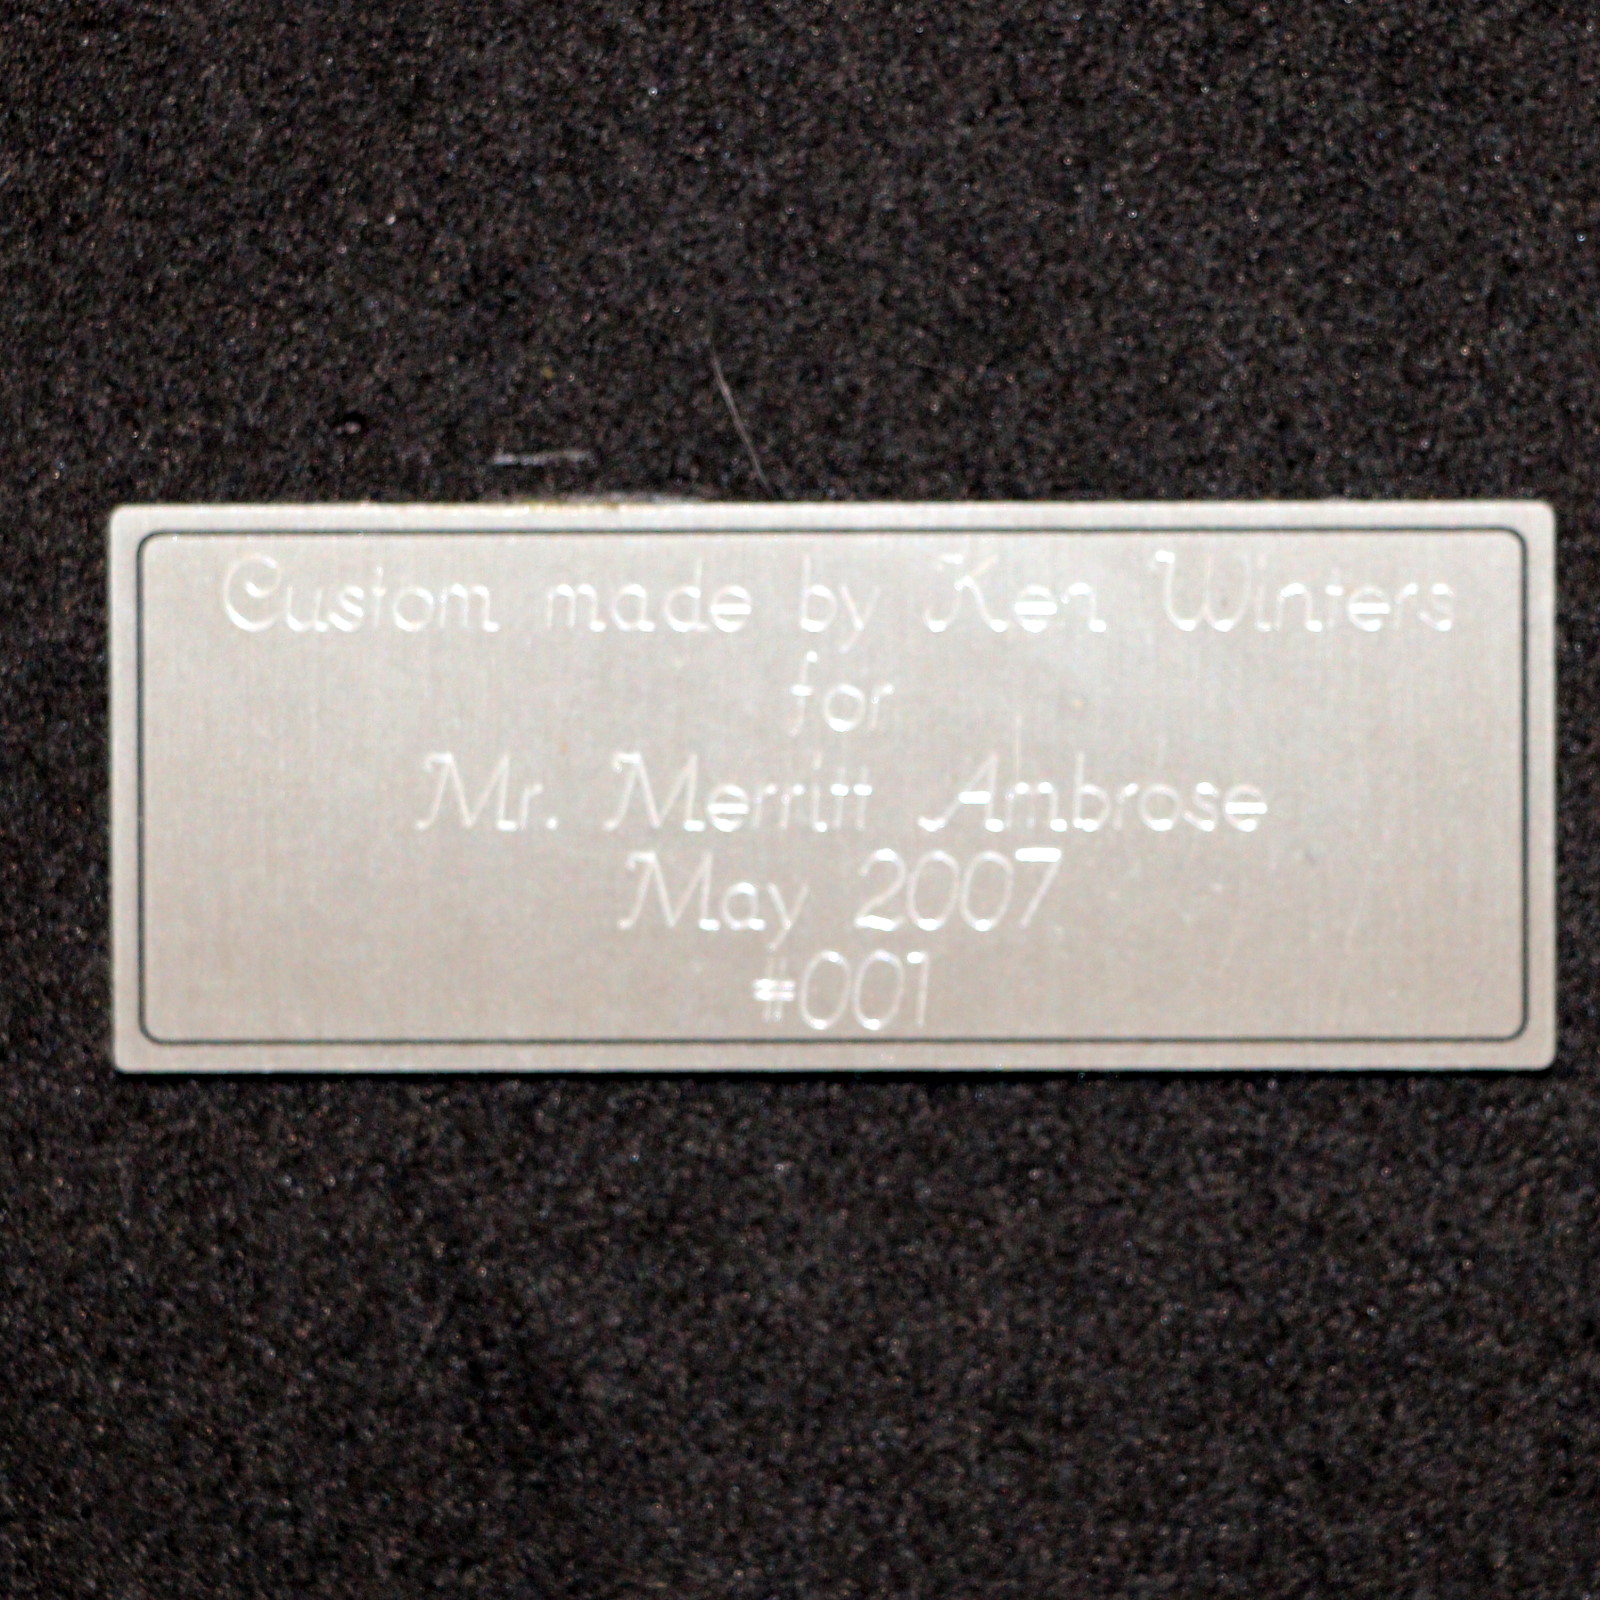 Custom made by Ken Winters
for
Mr. Merritt Ambrose
May 2007
#001